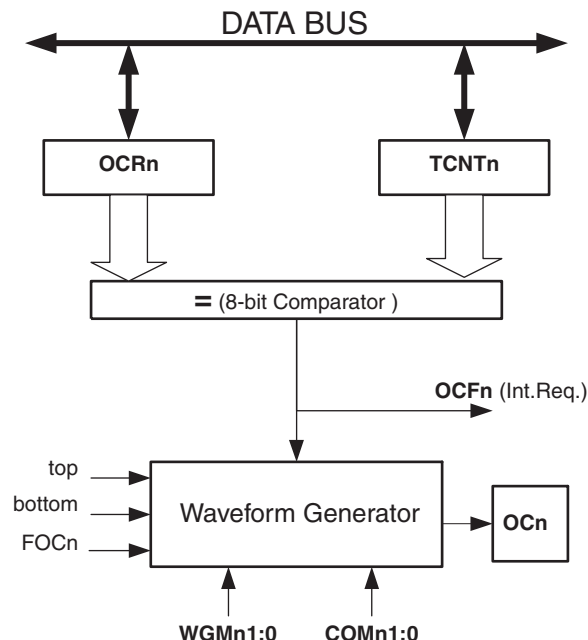 DATA BUS
OCRn
TCNTn
= (8-bit Comparator )
OCFn (Int.Req.)
top
bottom
FOCn
Waveform Generator
OCn
WGMn1:0
COMn1:0